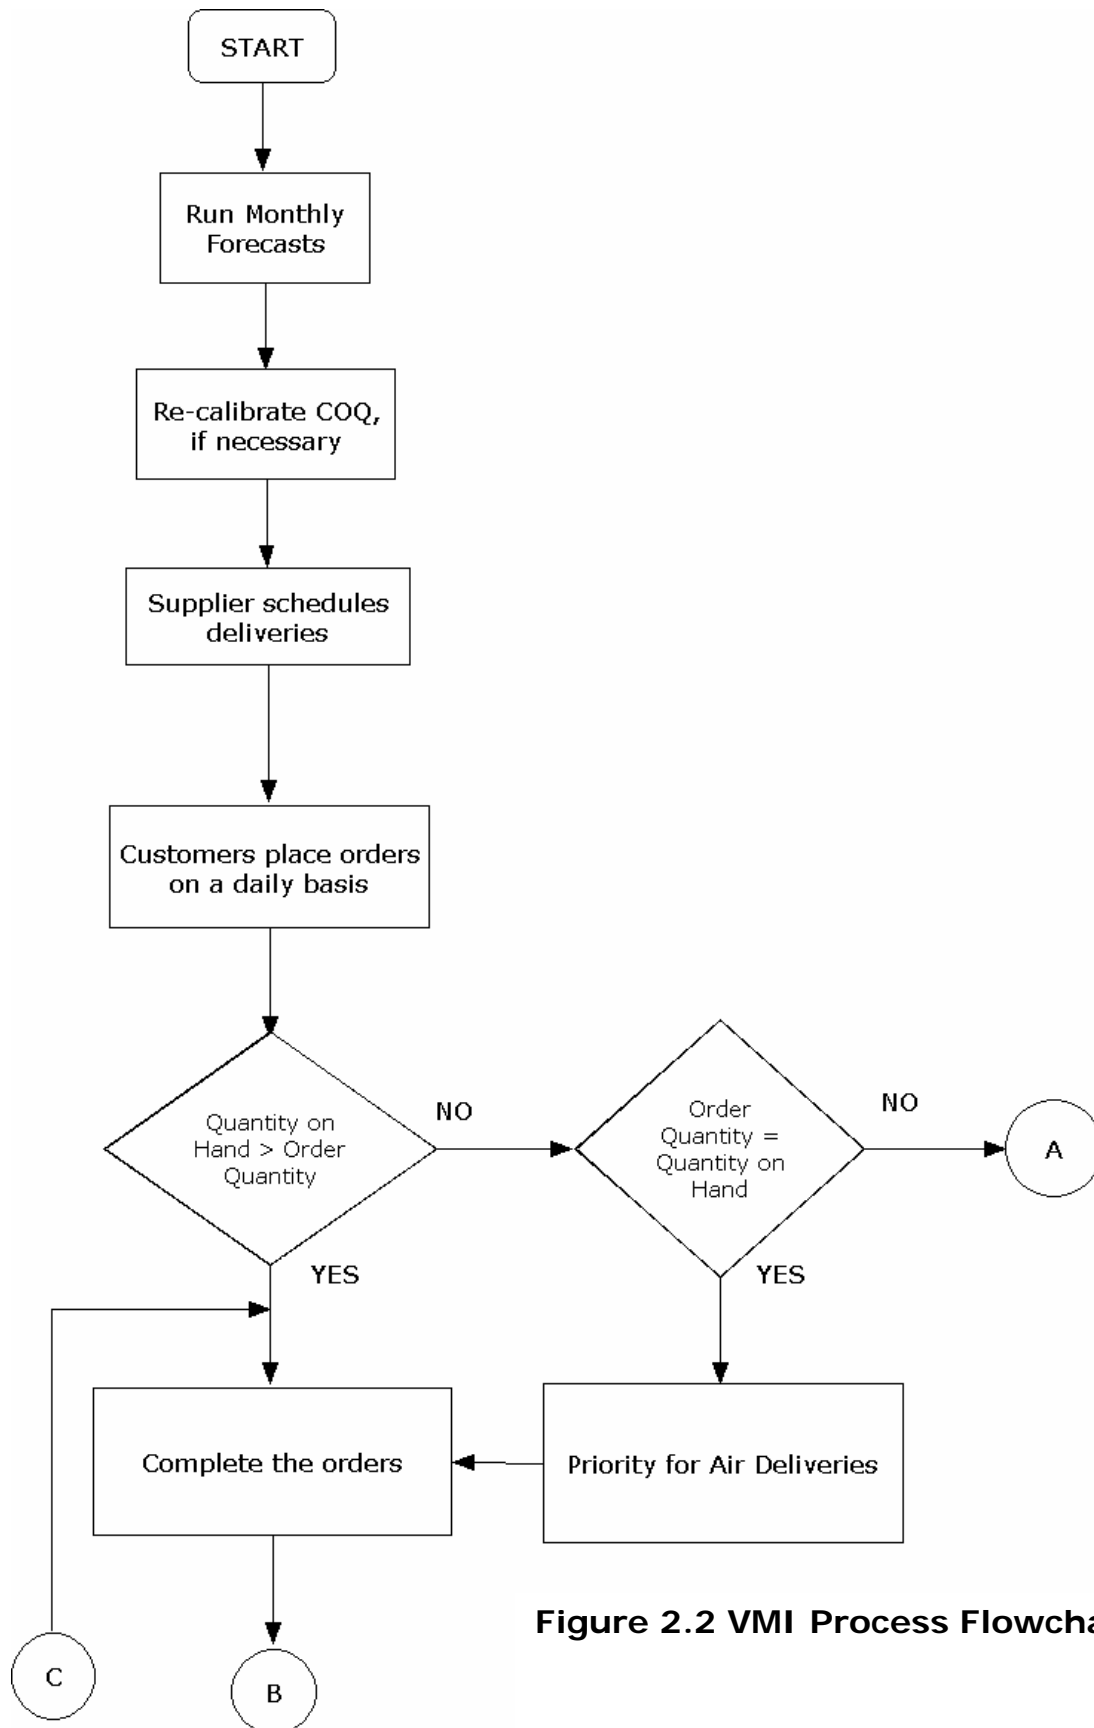 START
Run Monthly
Forecasts
Re-calibrate COQ,
if necessary
Supplier schedules
deliveries
Customers place orders
on a daily basis
Quantity on
Hand > Order
Quantity
NO
Order
Quantity =
Quantity on
Hand
NO
A
YES
YES
Complete the orders
Priority for Air Deliveries
Figure 2.2 VMI Process Flowcha
C
B